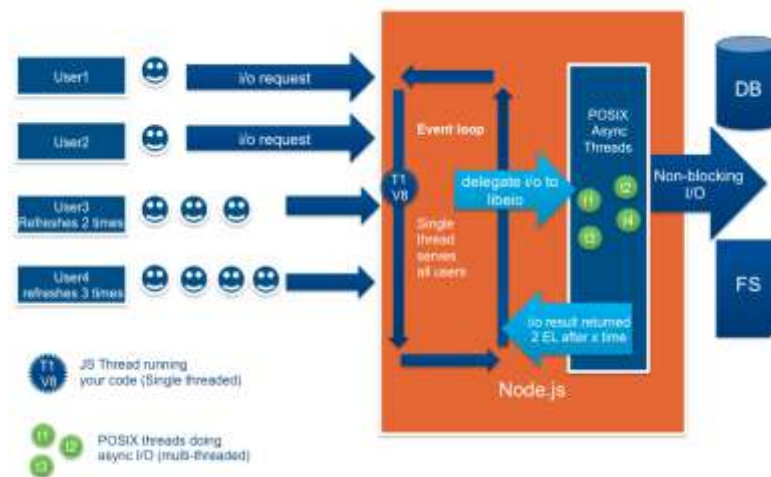 User1
i/o request
User2
i/o request
User3
Refreshes 2 times
User4
refreshes 3 times
T1
V8
JS Thread running
your code (Single threaded)
t1
t2
t3
POSIX threads doing
async I/O (multi-threaded)
Event loop
T1
V8
Single
thread
serves
all users
delegate i/o to
libeio
POSIX
Async
Threads
t1
t2
t3
t4
i/o result returned
2 EL after x time
Node.js
Non-blocking
I/O
DB
FS